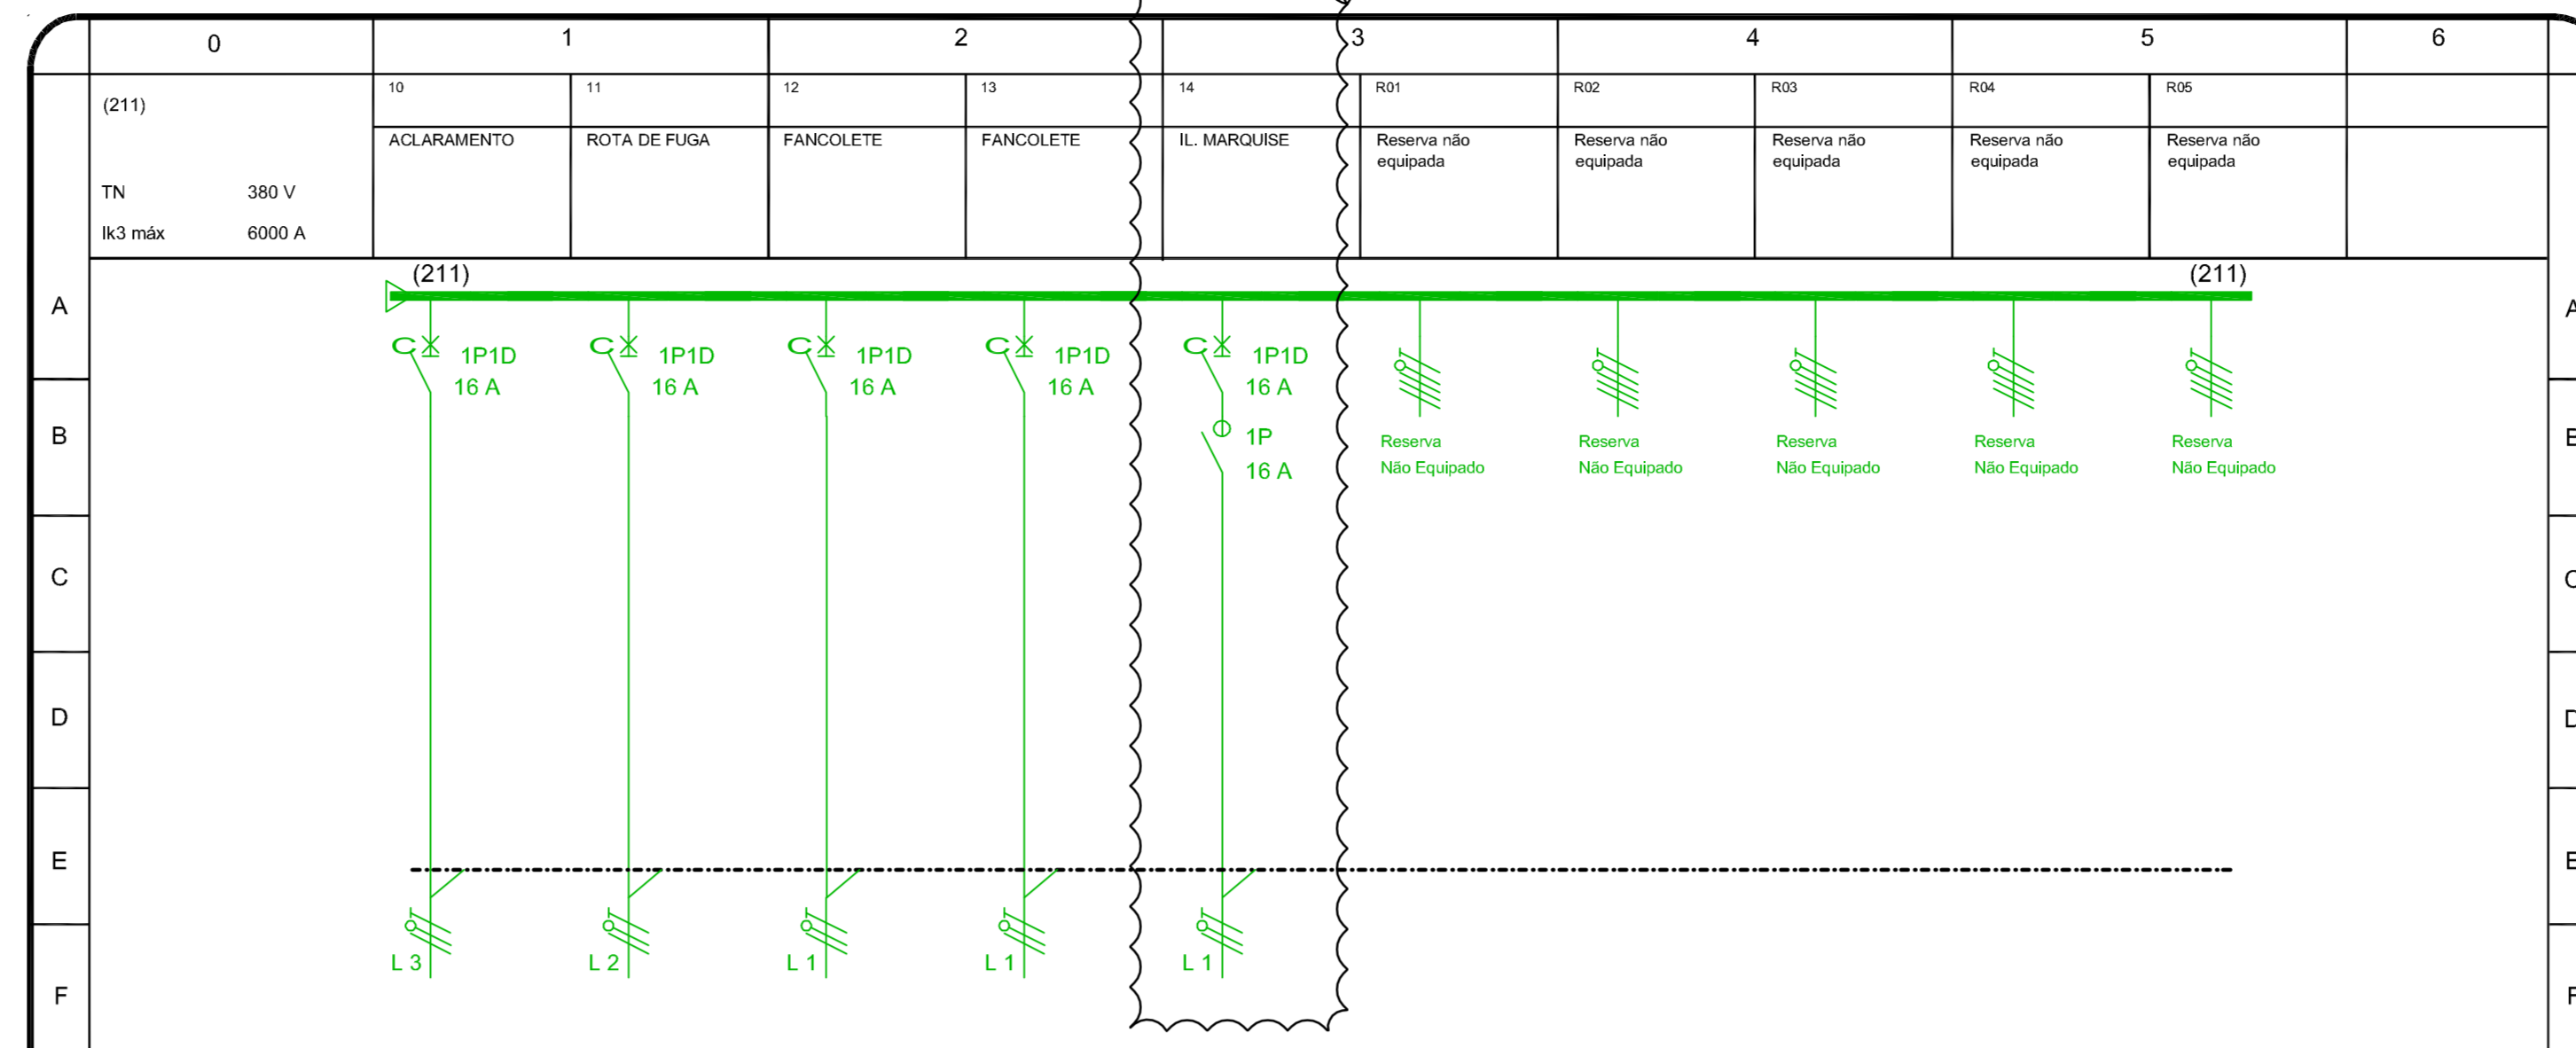 0 1 2 3 4 5 6
(211)
TN 380 V
Ik3 máx 6000 A
10 11 12 13 14 R01 R02 R03 R04 R05
ACLARAMENTO ROTA DE FUGA FANCOLETE FANCOLETE IL. MARQUISE Reserva não Reserva não Reserva não Reserva não Reserva não
equipada equipada equipada equipada equipada
(211) (211)
A A
C 1P1D C 1P1D C 1P1D C 1P1D C 1P1D
16 A 16 A 16 A 16 A 16 A
B B
1P
16 A
Reserva Reserva Reserva Reserva Reserva
Não Equipado Não Equipado Não Equipado Não Equipado Não Equipado
C C
D D
E E
L 3 L 2 L 1 L 1 L 1
F F